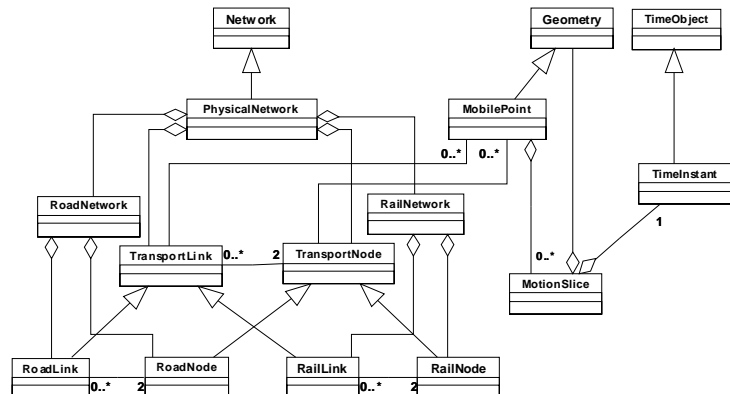 Network
Geometry
TimeObject
PhysicalNetwork
MobilePoint
0..*
0..*
TimeInstant
RoadNetwork
RailNetwork
1
TransportLink
0..*
2
TransportNode
0..*
MotionSlice
RoadLink
0..*
2
RoadNode
RailLink
0..*
2
RailNode